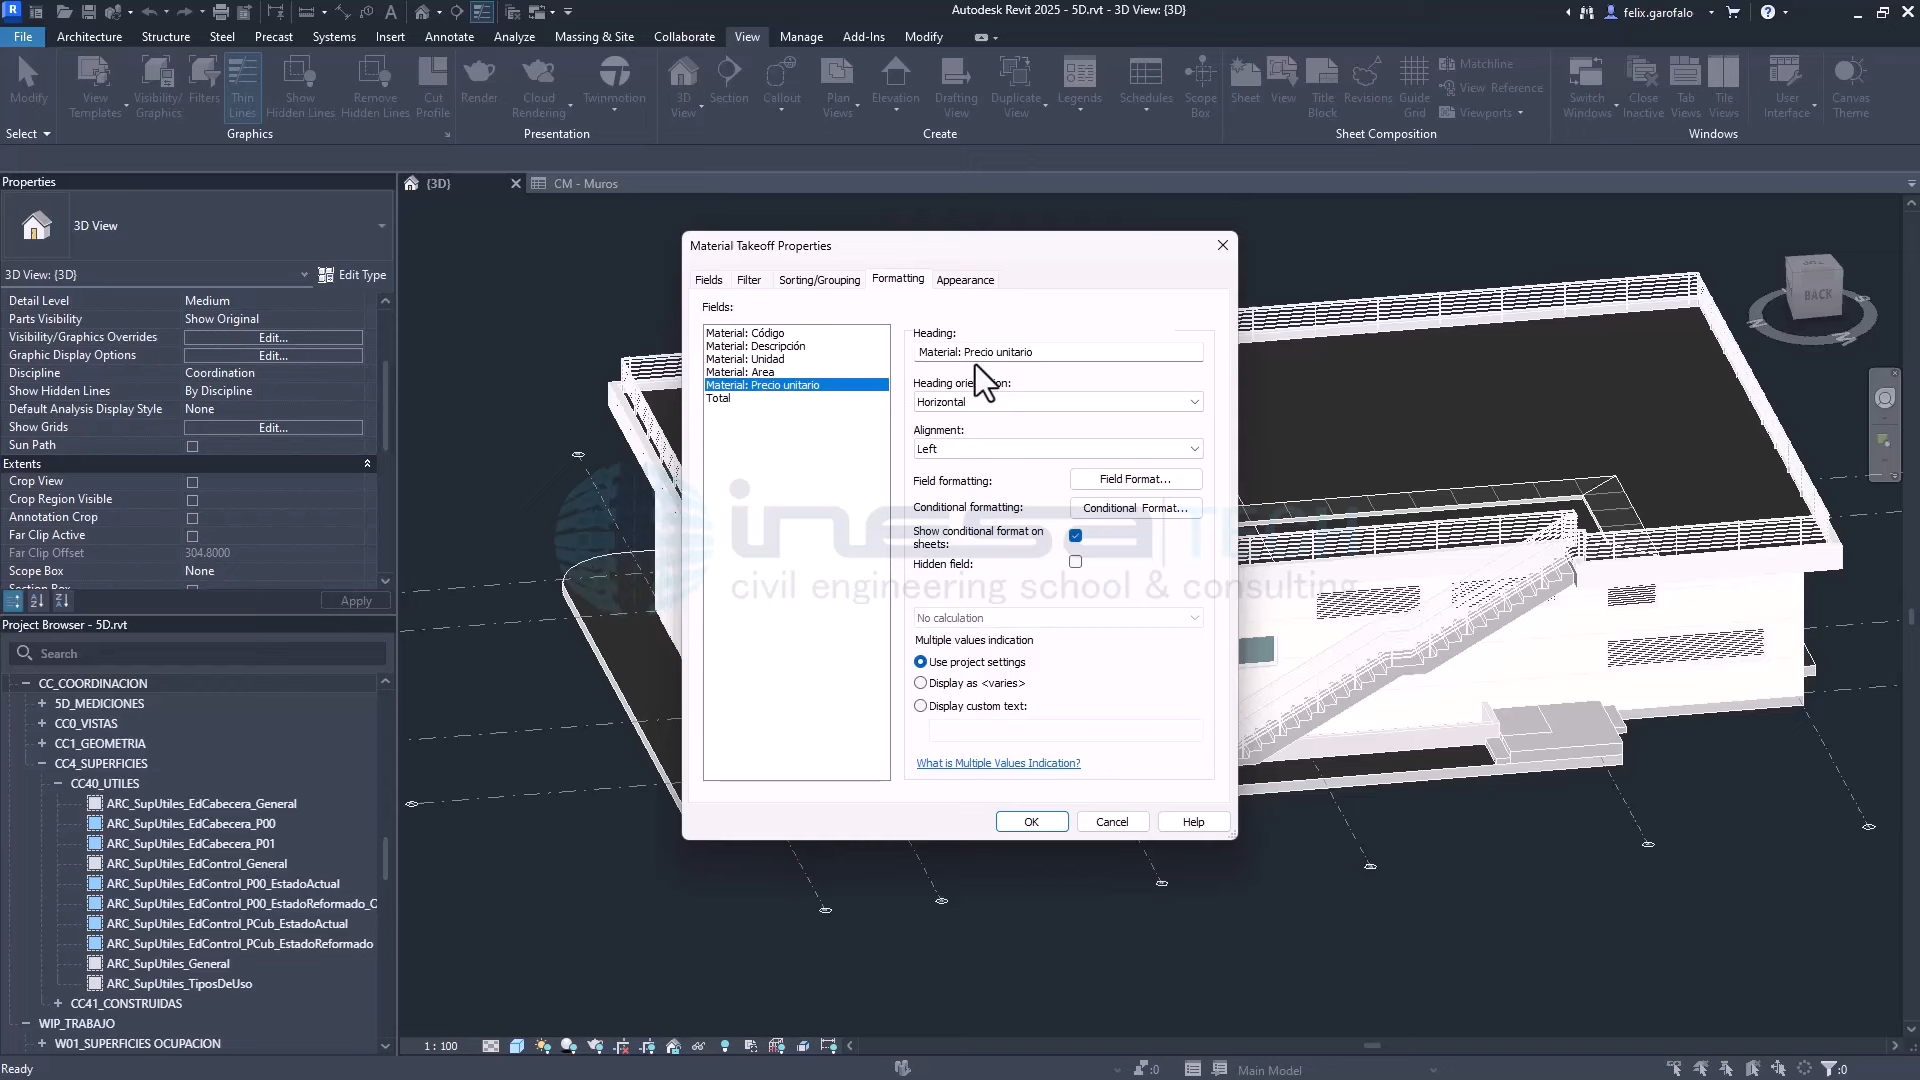 Autodesk Revit 2025 - 5D.rvt - 3D View: {3D}
felix.garofalo
File Architecture Structure Steel Precast Systems Insert Annotate Analyze Massing & Site Collaborate View Manage Add-Ins Modify
Modify
View Templates
Visibility/ Graphics
Filters
Thin Lines
Show Hidden Lines
Remove Hidden Lines
Cut Profile
Render
Cloud Rendering
Twinmotion
3D View
Section
Callout
Plan Views
Elevation
Drafting View
Duplicate View
Legends
Schedules
Scope Box
Sheet
View
Title Block
Revisions
Guide Grid
Matchline
View Reference
Viewports
Switch Windows
Close Inactive
Tab Views
Tile Views
User Interface
Canvas Theme
Select
Graphics
Presentation
Create
Sheet Composition
Windows
Properties
{3D}
CM - Muros
3D View
3D View: {3D}
Edit Type
Detail Level Medium
Parts Visibility Show Original
Visibility/Graphics Overrides Edit...
Graphic Display Options Edit...
Discipline Coordination
Show Hidden Lines By Discipline
Default Analysis Display Style None
Show Grids Edit...
Sun Path
Extents
Crop View
Crop Region Visible
Annotation Crop
Far Clip Active
Far Clip Offset 304.8000
Scope Box None
Section Box
Apply
Project Browser - 5D.rvt
Search
CC_COORDINACION
5D_MEDICIONES
CC0_VISTAS
CC1_GEOMETRIA
CC4_SUPERFICIES
CC40_UTILES
ARC_SupUtiles_EdCabecera_General
ARC_SupUtiles_EdCabecera_P00
ARC_SupUtiles_EdCabecera_P01
ARC_SupUtiles_EdControl_General
ARC_SupUtiles_EdControl_P00_EstadoActual
ARC_SupUtiles_EdControl_P00_EstadoReformado_C
ARC_SupUtiles_EdControl_PCub_EstadoActual
ARC_SupUtiles_EdControl_PCub_EstadoReformado
ARC_SupUtiles_General
ARC_SupUtiles_TiposDeUso
CC41_CONSTRUIDAS
WIP_TRABAJO
W01_SUPERFICIES OCUPACION
Material Takeoff Properties
Fields Filter Sorting/Grouping Formatting Appearance
Fields:
Material: Código
Material: Descripción
Material: Unidad
Material: Area
Material: Precio unitario
Total
Heading:
Material: Precio unitario
Heading orien on:
Horizontal
Alignment:
Left
Field formatting: Field Format...
Conditional formatting: Conditional Format...
Show conditional format on
sheets:
Hidden field:
No calculation
Multiple values indication
Use project settings
Display as <varies>
Display custom text:
What is Multiple Values Indication?
OK Cancel Help
inesa TECH
civil engineering school & consulting
BACK
1 : 100
Ready
:0
Main Model
:0